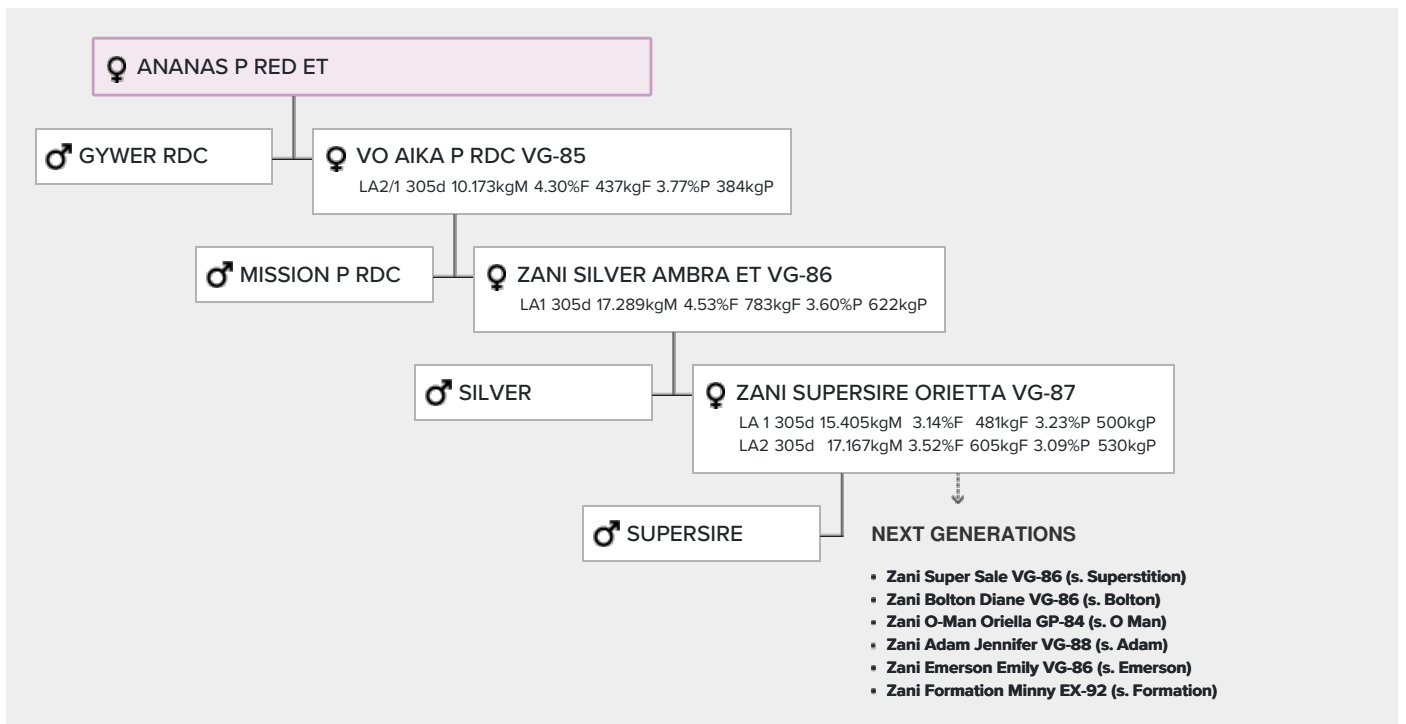 ANANAS P RED ET
GYWER RDC
VO AIKA P RDC VG-85
LA2/1 305d 10.173kgM 4.30%F 437kgF 3.77%P 384kgP
MISSION P RDC
ZANI SILVER AMBRA ET VG-86
LA1 305d 17.289kgM 4.53%F 783kgF 3.60%P 622kgP
SILVER
ZANI SUPERSIRE ORIETTA VG-87
LA 1 305d 15.405kgM 3.14%F 481kgF 3.23%P 500kgP
LA2 305d 17.167kgM 3.52%F 605kgF 3.09%P 530kgP
SUPERSIRE
NEXT GENERATIONS
• Zani Super Sale VG-86 (s. Superstition)
• Zani Bolton Diane VG-86 (s. Bolton)
• Zani O-Man Oriella GP-84 (s. O Man)
• Zani Adam Jennifer VG-88 (s. Adam)
• Zani Emerson Emily VG-86 (s. Emerson)
• Zani Formation Minny EX-92 (s. Formation)